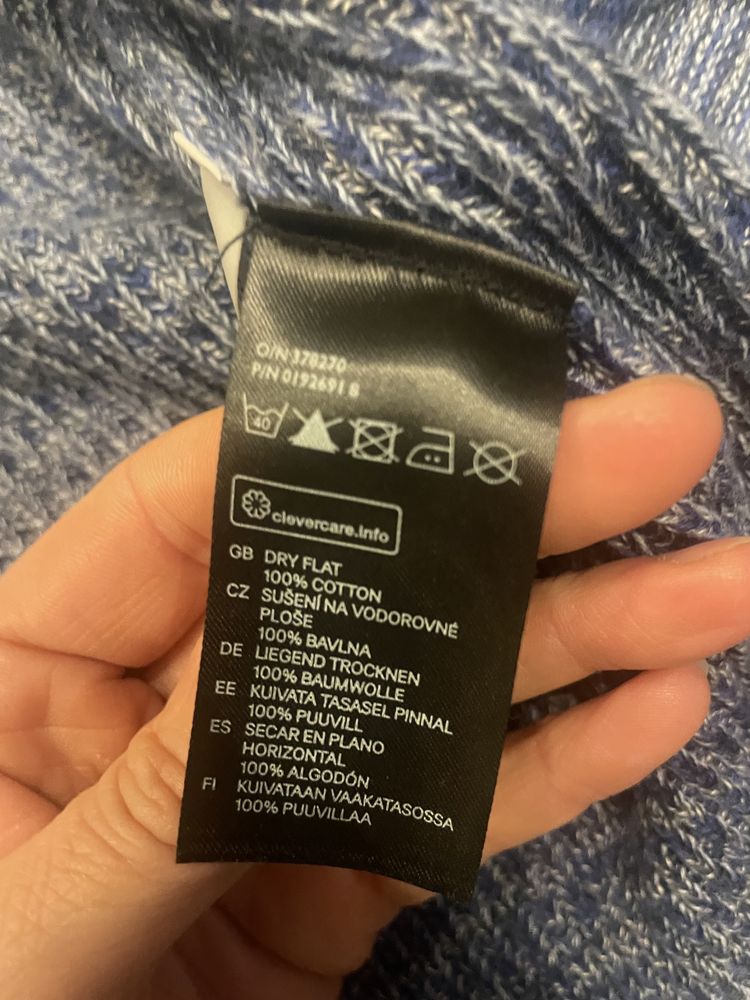 O/N 378270
P/N 0192691 8
40
clevercare.info
GB DRY FLAT
100% COTTON
CZ SUŠENÍ NA VODOROVNÉ
PLOŠE
100% BAVLNA
DE LIEGEND TROCKNEN
100% BAUMWOLLE
EE KUIVATA TASASEL PINNAL
100% PUUVILL
ES SECAR EN PLANO
HORIZONTAL
100% ALGODÓN
FI KUIVATAAN VAAKATASOSSA
100% PUUVILLAA